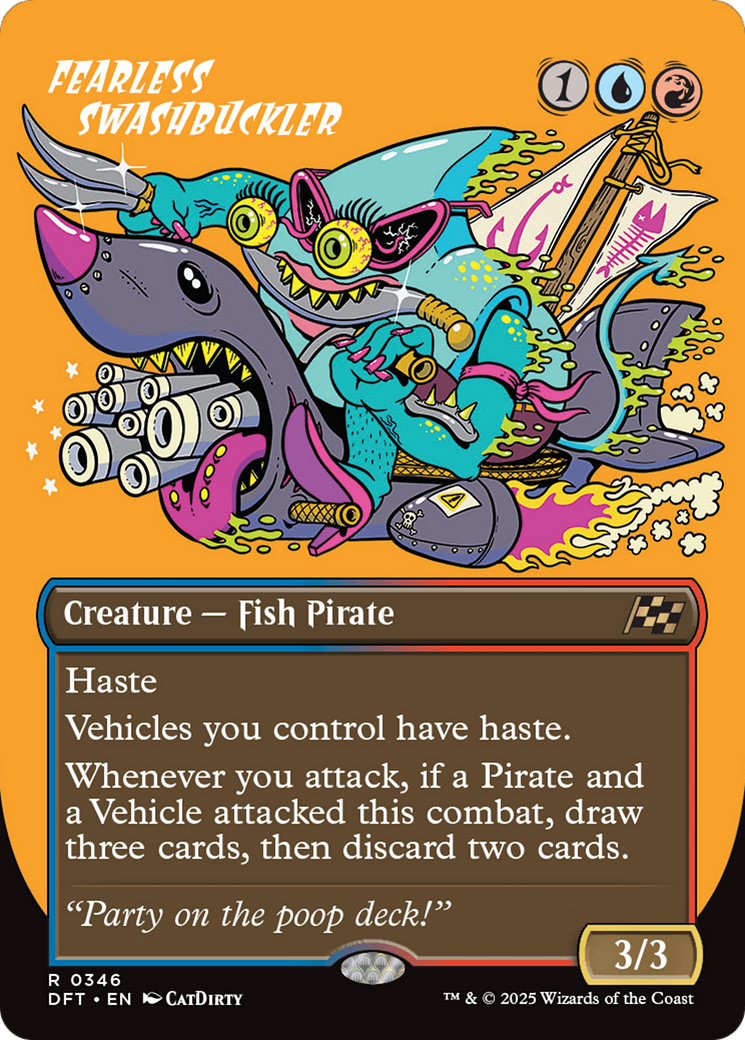 FEARLESS
SWASHBUCKLER
1
Creature — Fish Pirate
Haste
Vehicles you control have haste.
Whenever you attack, if a Pirate and
a Vehicle attacked this combat, draw
three cards, then discard two cards.
“Party on the poop deck!”
3/3
R 0346
DFT • EN CatDirty
™ & © 2025 Wizards of the Coast